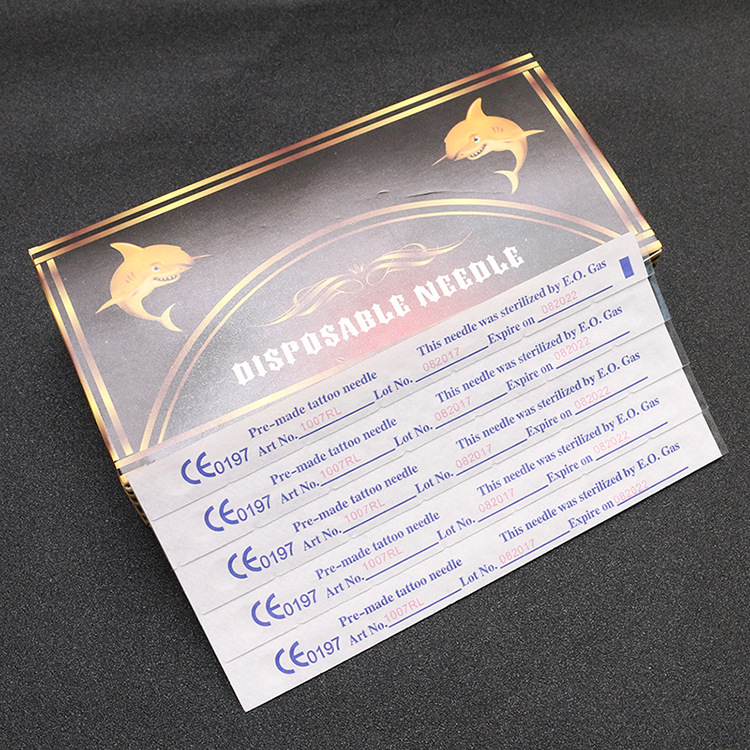 DISPOSABLE NEEDLE
Pre-made tattoo needle This needle was sterilized by E.O. Gas
CE0197 Art No. 1007RL Lot No. 082017 Expire on 082022
Pre-made tattoo needle This needle was sterilized by E.O. Gas
CE0197 Art No. 1007RL Lot No. 082017 Expire on 082022
Pre-made tattoo needle This needle was sterilized by E.O. Gas
CE0197 Art No. 1007RL Lot No. 082017 Expire on 082022
Pre-made tattoo needle This needle was sterilized by E.O. Gas
CE0197 Art No. 1007RL Lot No. 082017 Expire on 082022
Pre-made tattoo needle This needle was sterilized by E.O. Gas
CE0197 Art No. 1007RL Lot No. 082017 Expire on 082022